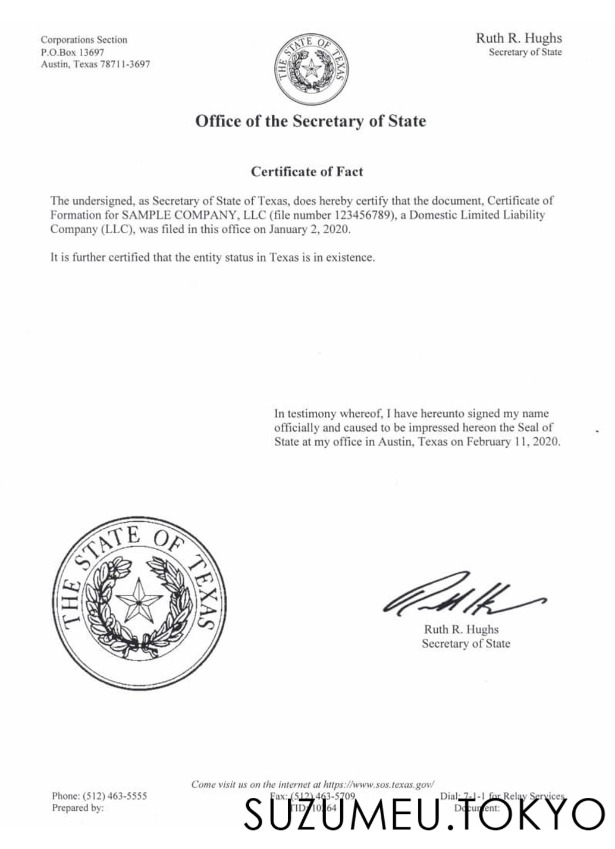 Corporations Section
P.O.Box 13697
Austin, Texas 78711-3697
Ruth R. Hughs
Secretary of State
THE STATE OF TEXAS
Office of the Secretary of State
Certificate of Fact
The undersigned, as Secretary of State of Texas, does hereby certify that the document, Certificate of
Formation for SAMPLE COMPANY, LLC (file number 123456789), a Domestic Limited Liability
Company (LLC), was filed in this office on January 2, 2020.
It is further certified that the entity status in Texas is in existence.
In testimony whereof, I have hereunto signed my name
officially and caused to be impressed hereon the Seal of
State at my office in Austin, Texas on February 11, 2020.
THE STATE OF TEXAS
Ruth R. Hughs
Secretary of State
Come visit us on the internet at https://www.sos.texas.gov/
Phone: (512) 463-5555 Fax: (512) 463-5709 Dial: 7-1-1 for Relay Services
Prepared by: Document:
SUZUMEU.TOKYO